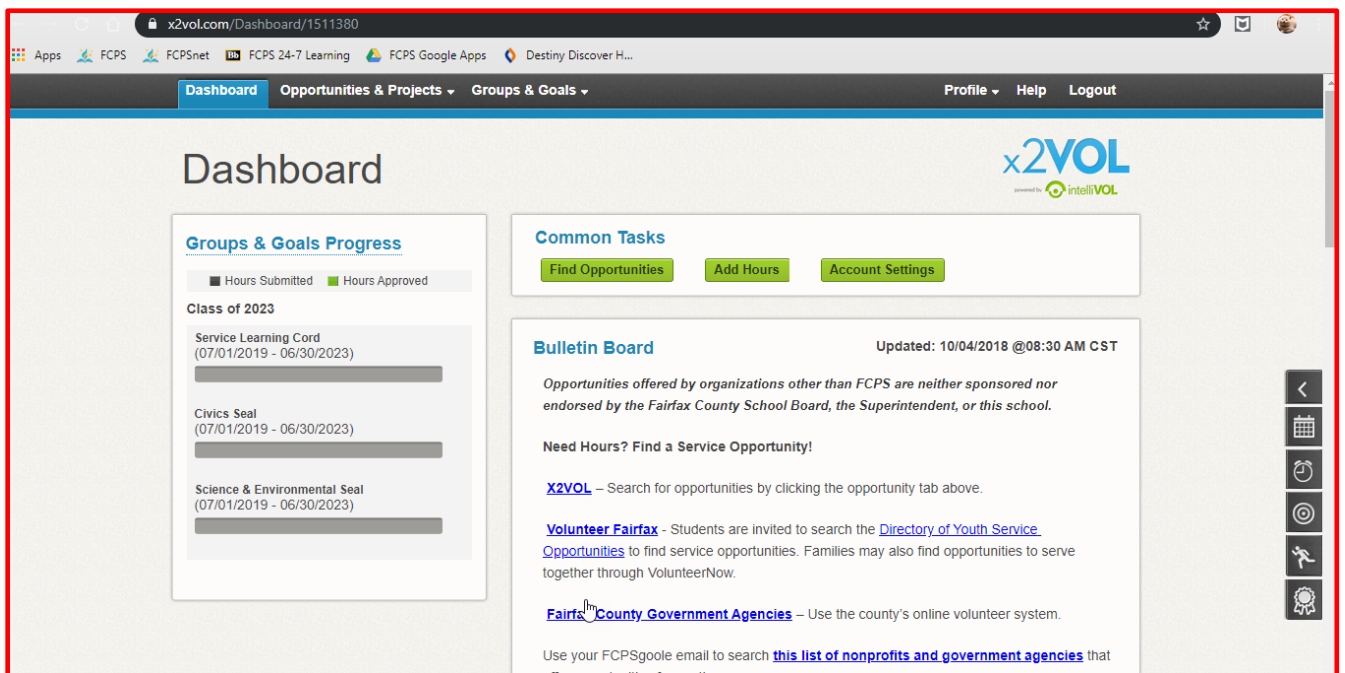 x2vol.com/Dashboard/1511380
Apps FCPS FCPSnet Bb FCPS 24-7 Learning FCPS Google Apps Destiny Discover H...
Dashboard Opportunities & Projects Groups & Goals Profile Help Logout
Dashboard
x2VOL
powered by intelliVOL
Groups & Goals Progress
Hours Submitted Hours Approved
Class of 2023
Service Learning Cord
(07/01/2019 - 06/30/2023)
Civics Seal
(07/01/2019 - 06/30/2023)
Science & Environmental Seal
(07/01/2019 - 06/30/2023)
Common Tasks
Find Opportunities Add Hours Account Settings
Bulletin Board Updated: 10/04/2018 @08:30 AM CST
Opportunities offered by organizations other than FCPS are neither sponsored nor
endorsed by the Fairfax County School Board, the Superintendent, or this school.
Need Hours? Find a Service Opportunity!
X2VOL – Search for opportunities by clicking the opportunity tab above.
Volunteer Fairfax - Students are invited to search the Directory of Youth Service
Opportunities to find service opportunities. Families may also find opportunities to serve
together through VolunteerNow.
Fairfax County Government Agencies – Use the county's online volunteer system.
Use your FCPSgoole email to search this list of nonprofits and government agencies that